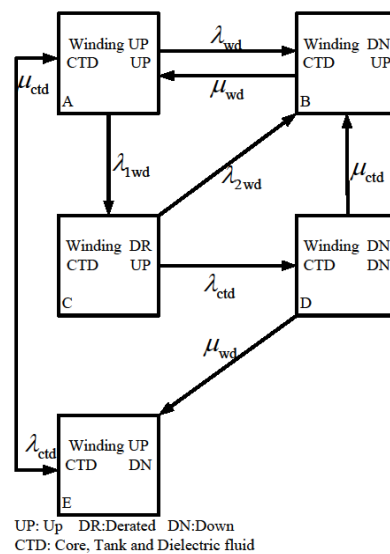 Winding UP
CTD UP
A
λwd
μwd
Winding DN
CTD UP
B
μctd
λ1wd
λ2wd
μctd
Winding DR
CTD UP
C
λctd
Winding DN
CTD DN
D
μwd
λctd
Winding UP
CTD DN
E
UP: Up DR:Derated DN:Down
CTD: Core, Tank and Dielectric fluid